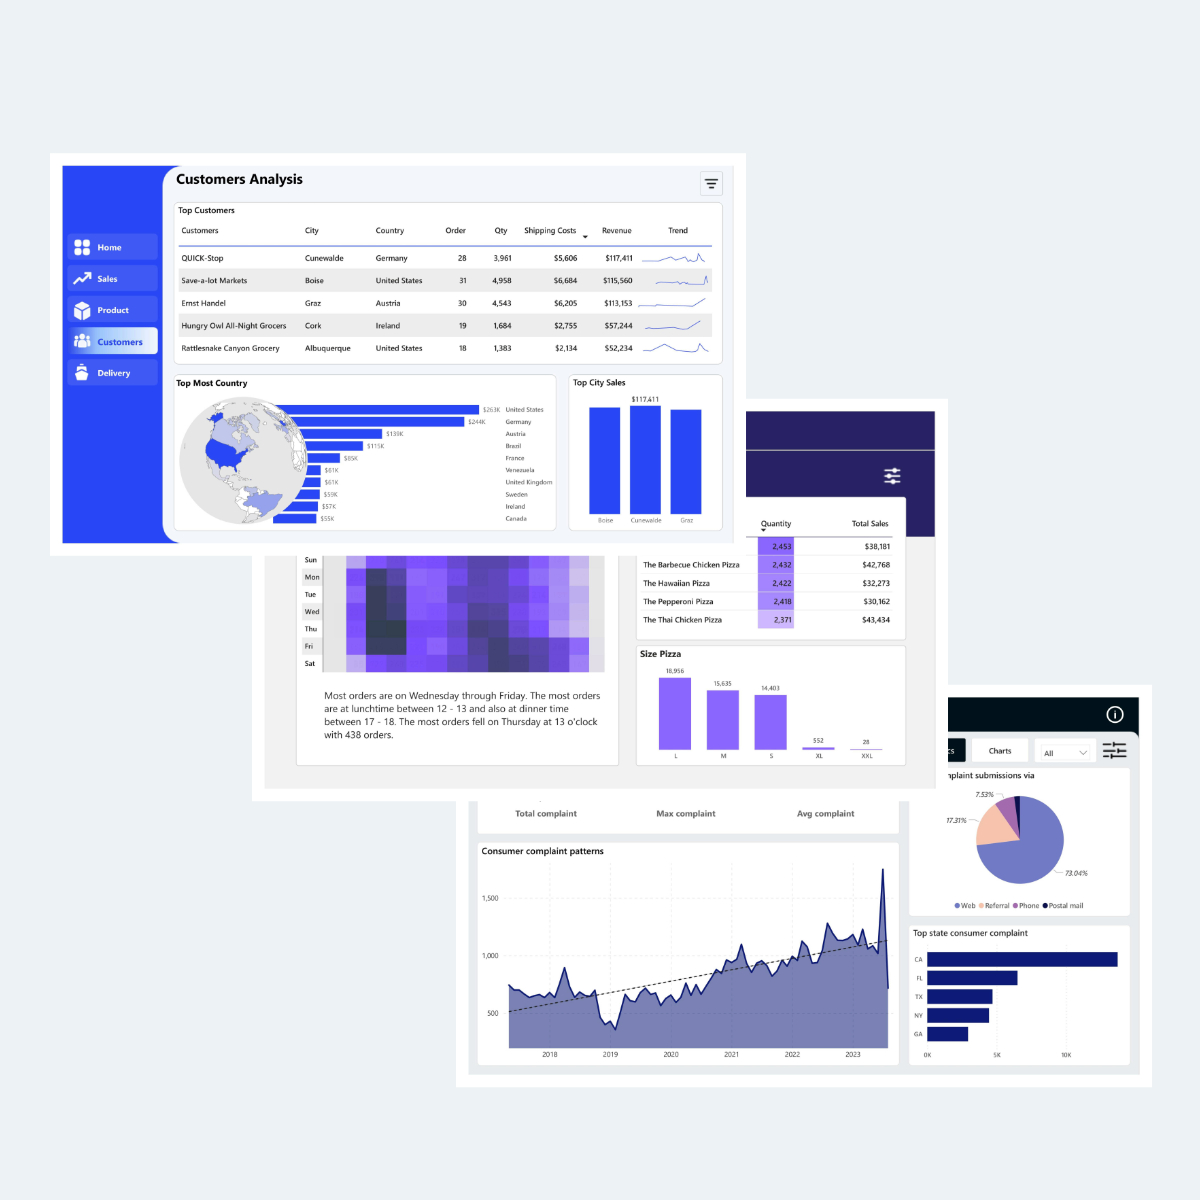 Customers Analysis
Home
Sales
Product
Customers
Delivery
Top Customers
Customers City Country Order Qty Shipping Costs Revenue Trend
QUICK-Stop Cunewalde Germany 28 3,961 $5,606 $117,411
Save-a-lot Markets Boise United States 31 4,958 $6,684 $115,560
Ernst Handel Graz Austria 30 4,543 $6,205 $113,153
Hungry Owl All-Night Grocers Cork Ireland 19 1,684 $2,755 $57,244
Rattlesnake Canyon Grocery Albuquerque United States 18 1,383 $2,134 $52,234
Top Most Country
$263K United States
$244K Germany
$139K Austria
$115K Brazil
$85K France
$61K Venezuela
$61K United Kingdom
$59K Sweden
$57K Ireland
$55K Canada
Top City Sales
$117,411
Boise Cunewalde Graz
Sun
Mon
Tue
Wed
Thu
Fri
Sat
Most orders are on Wednesday through Friday. The most orders
are at lunchtime between 12 - 13 and also at dinner time
between 17 - 18. The most orders fell on Thursday at 13 o'clock
with 438 orders.
Quantity Total Sales
2,453 $38,181
The Barbecue Chicken Pizza 2,432 $42,768
The Hawaiian Pizza 2,422 $32,273
The Pepperoni Pizza 2,418 $30,162
The Thai Chicken Pizza 2,371 $43,434
Size Pizza
18,956
15,635
14,403
552
28
L M S XL XXL
cs Charts All
Total complaint Max complaint Avg complaint
Consumer complaint patterns
1,500
1,000
500
2018 2019 2020 2021 2022 2023
nplaint submissions via
7.53%
17.31%
73.04%
Web Referral Phone Postal mail
Top state consumer complaint
CA
FL
TX
NY
GA
0K 5K 10K